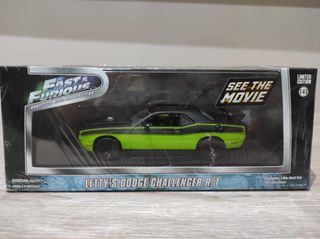 FAST & FURIOUS
SEE THE
MOVIE
LIMITED
EDITION
1:43
GREENLIGHT
HOLLYWOOD
LETTY'S DODGE CHALLENGER R/T